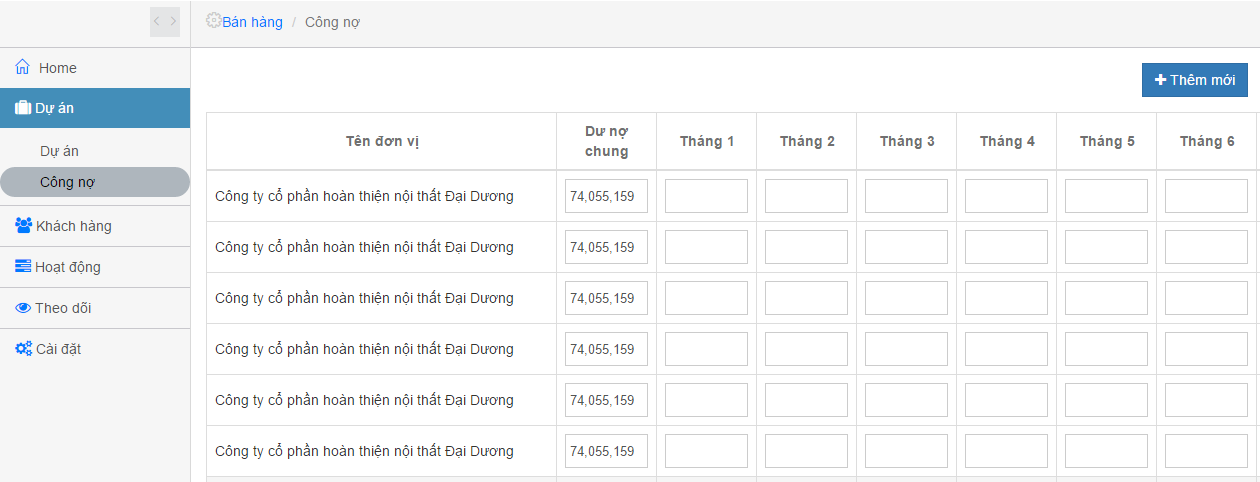 Bán hàng / Công nợ
Home
Dự án
Dự án
Công nợ
Khách hàng
Hoạt động
Theo dõi
Cài đặt
Thêm mới
Tên đơn vị Dư nợ chung Tháng 1 Tháng 2 Tháng 3 Tháng 4 Tháng 5 Tháng 6
Công ty cổ phần hoàn thiện nội thất Đại Dương 74,055,159
Công ty cổ phần hoàn thiện nội thất Đại Dương 74,055,159
Công ty cổ phần hoàn thiện nội thất Đại Dương 74,055,159
Công ty cổ phần hoàn thiện nội thất Đại Dương 74,055,159
Công ty cổ phần hoàn thiện nội thất Đại Dương 74,055,159
Công ty cổ phần hoàn thiện nội thất Đại Dương 74,055,159